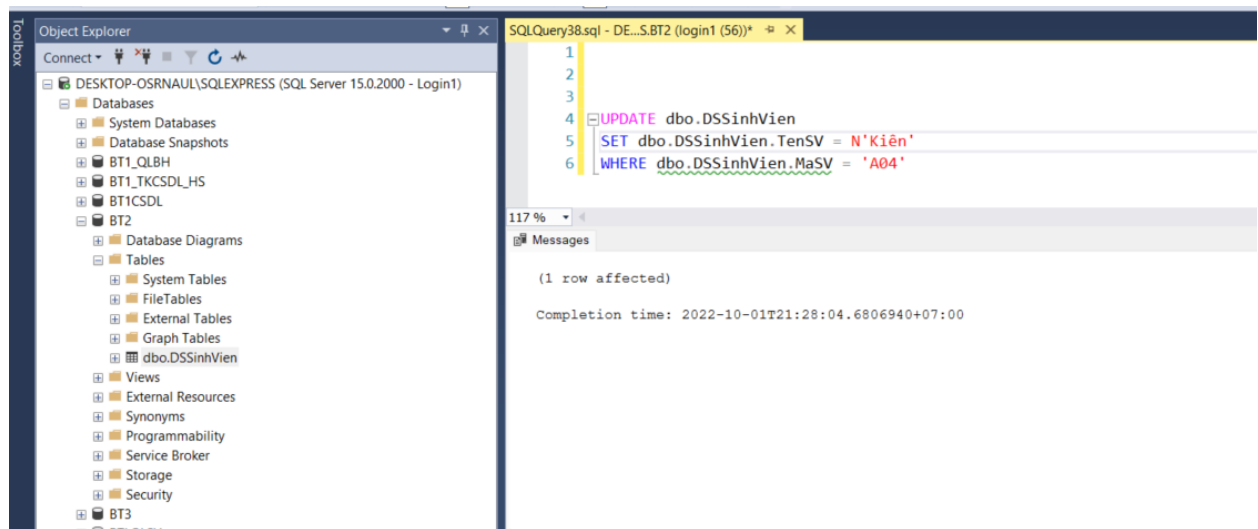 Toolbox
Object Explorer
Connect
DESKTOP-OSRNAUL\SQLEXPRESS (SQL Server 15.0.2000 - Login1)
Databases
System Databases
Database Snapshots
BT1_QLBH
BT1_TKCSDL_HS
BT1CSDL
BT2
Database Diagrams
Tables
System Tables
FileTables
External Tables
Graph Tables
dbo.DSSinhVien
Views
External Resources
Synonyms
Programmability
Service Broker
Storage
Security
BT3
SQLQuery38.sql - DE...S.BT2 (login1 (56))*
1
2
3
4 UPDATE dbo.DSSinhVien
5 SET dbo.DSSinhVien.TenSV = N'Kiên'
6 WHERE dbo.DSSinhVien.MaSV = 'A04'
117 %
Messages
(1 row affected)
Completion time: 2022-10-01T21:28:04.6806940+07:00